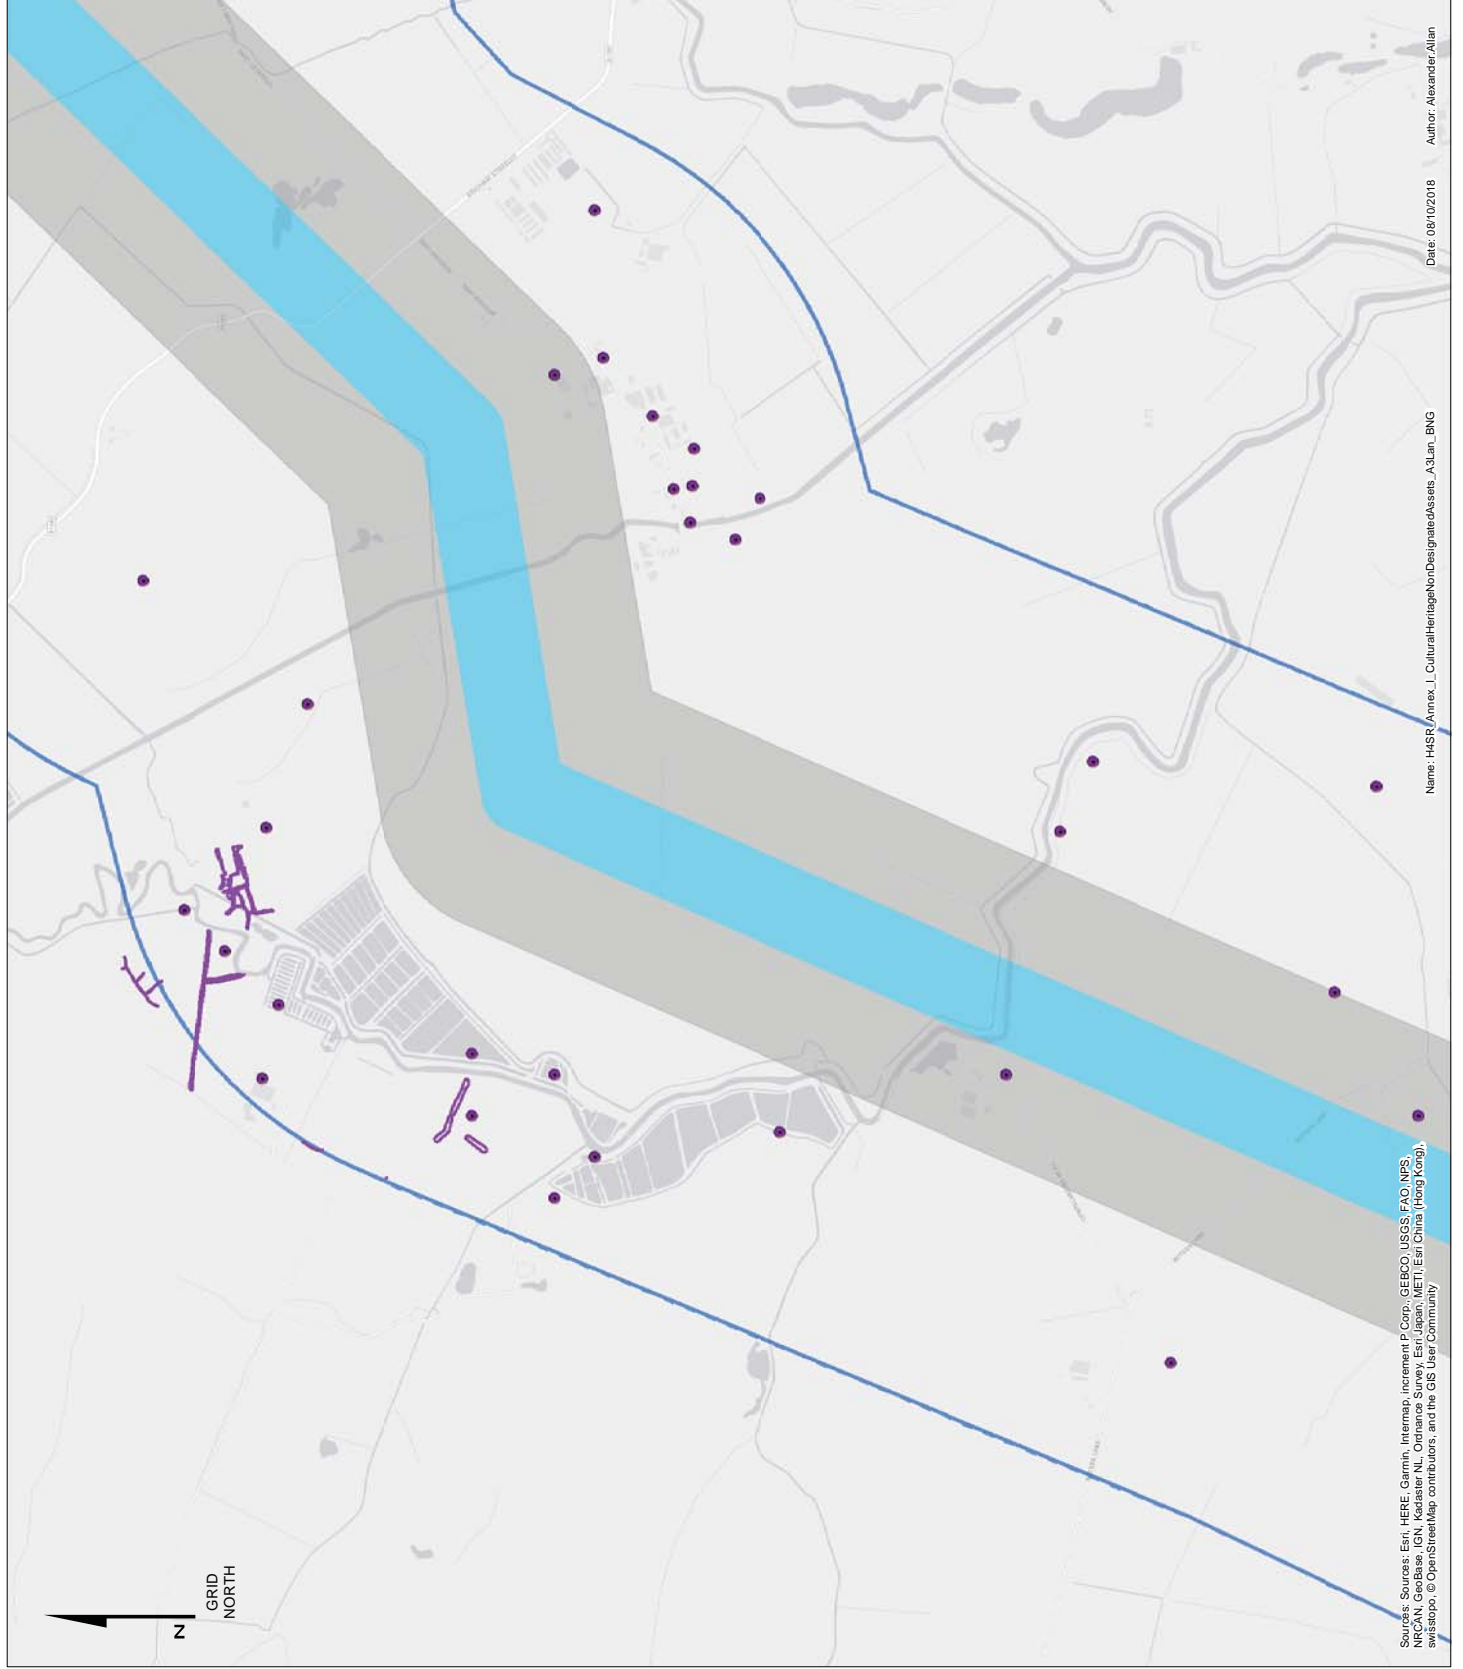 GRID
NORTH
N
Sources: Sources: Esri, HERE, Garmin, Intermap, increment P Corp., GEBCO, USGS, FAO, NPS,
NRCAN, GeoBase, IGN, Kadaster NL, Ordnance Survey, Esri Japan, METI, Esri China (Hong Kong),
swisstopo, © OpenStreetMap contributors, and the GIS User Community
Name: H4SR_Annex_I_CulturalHeritageNonDesignatedAssets_A3Lan_BNG
Date: 08/10/2018
Author: Alexander.Allan